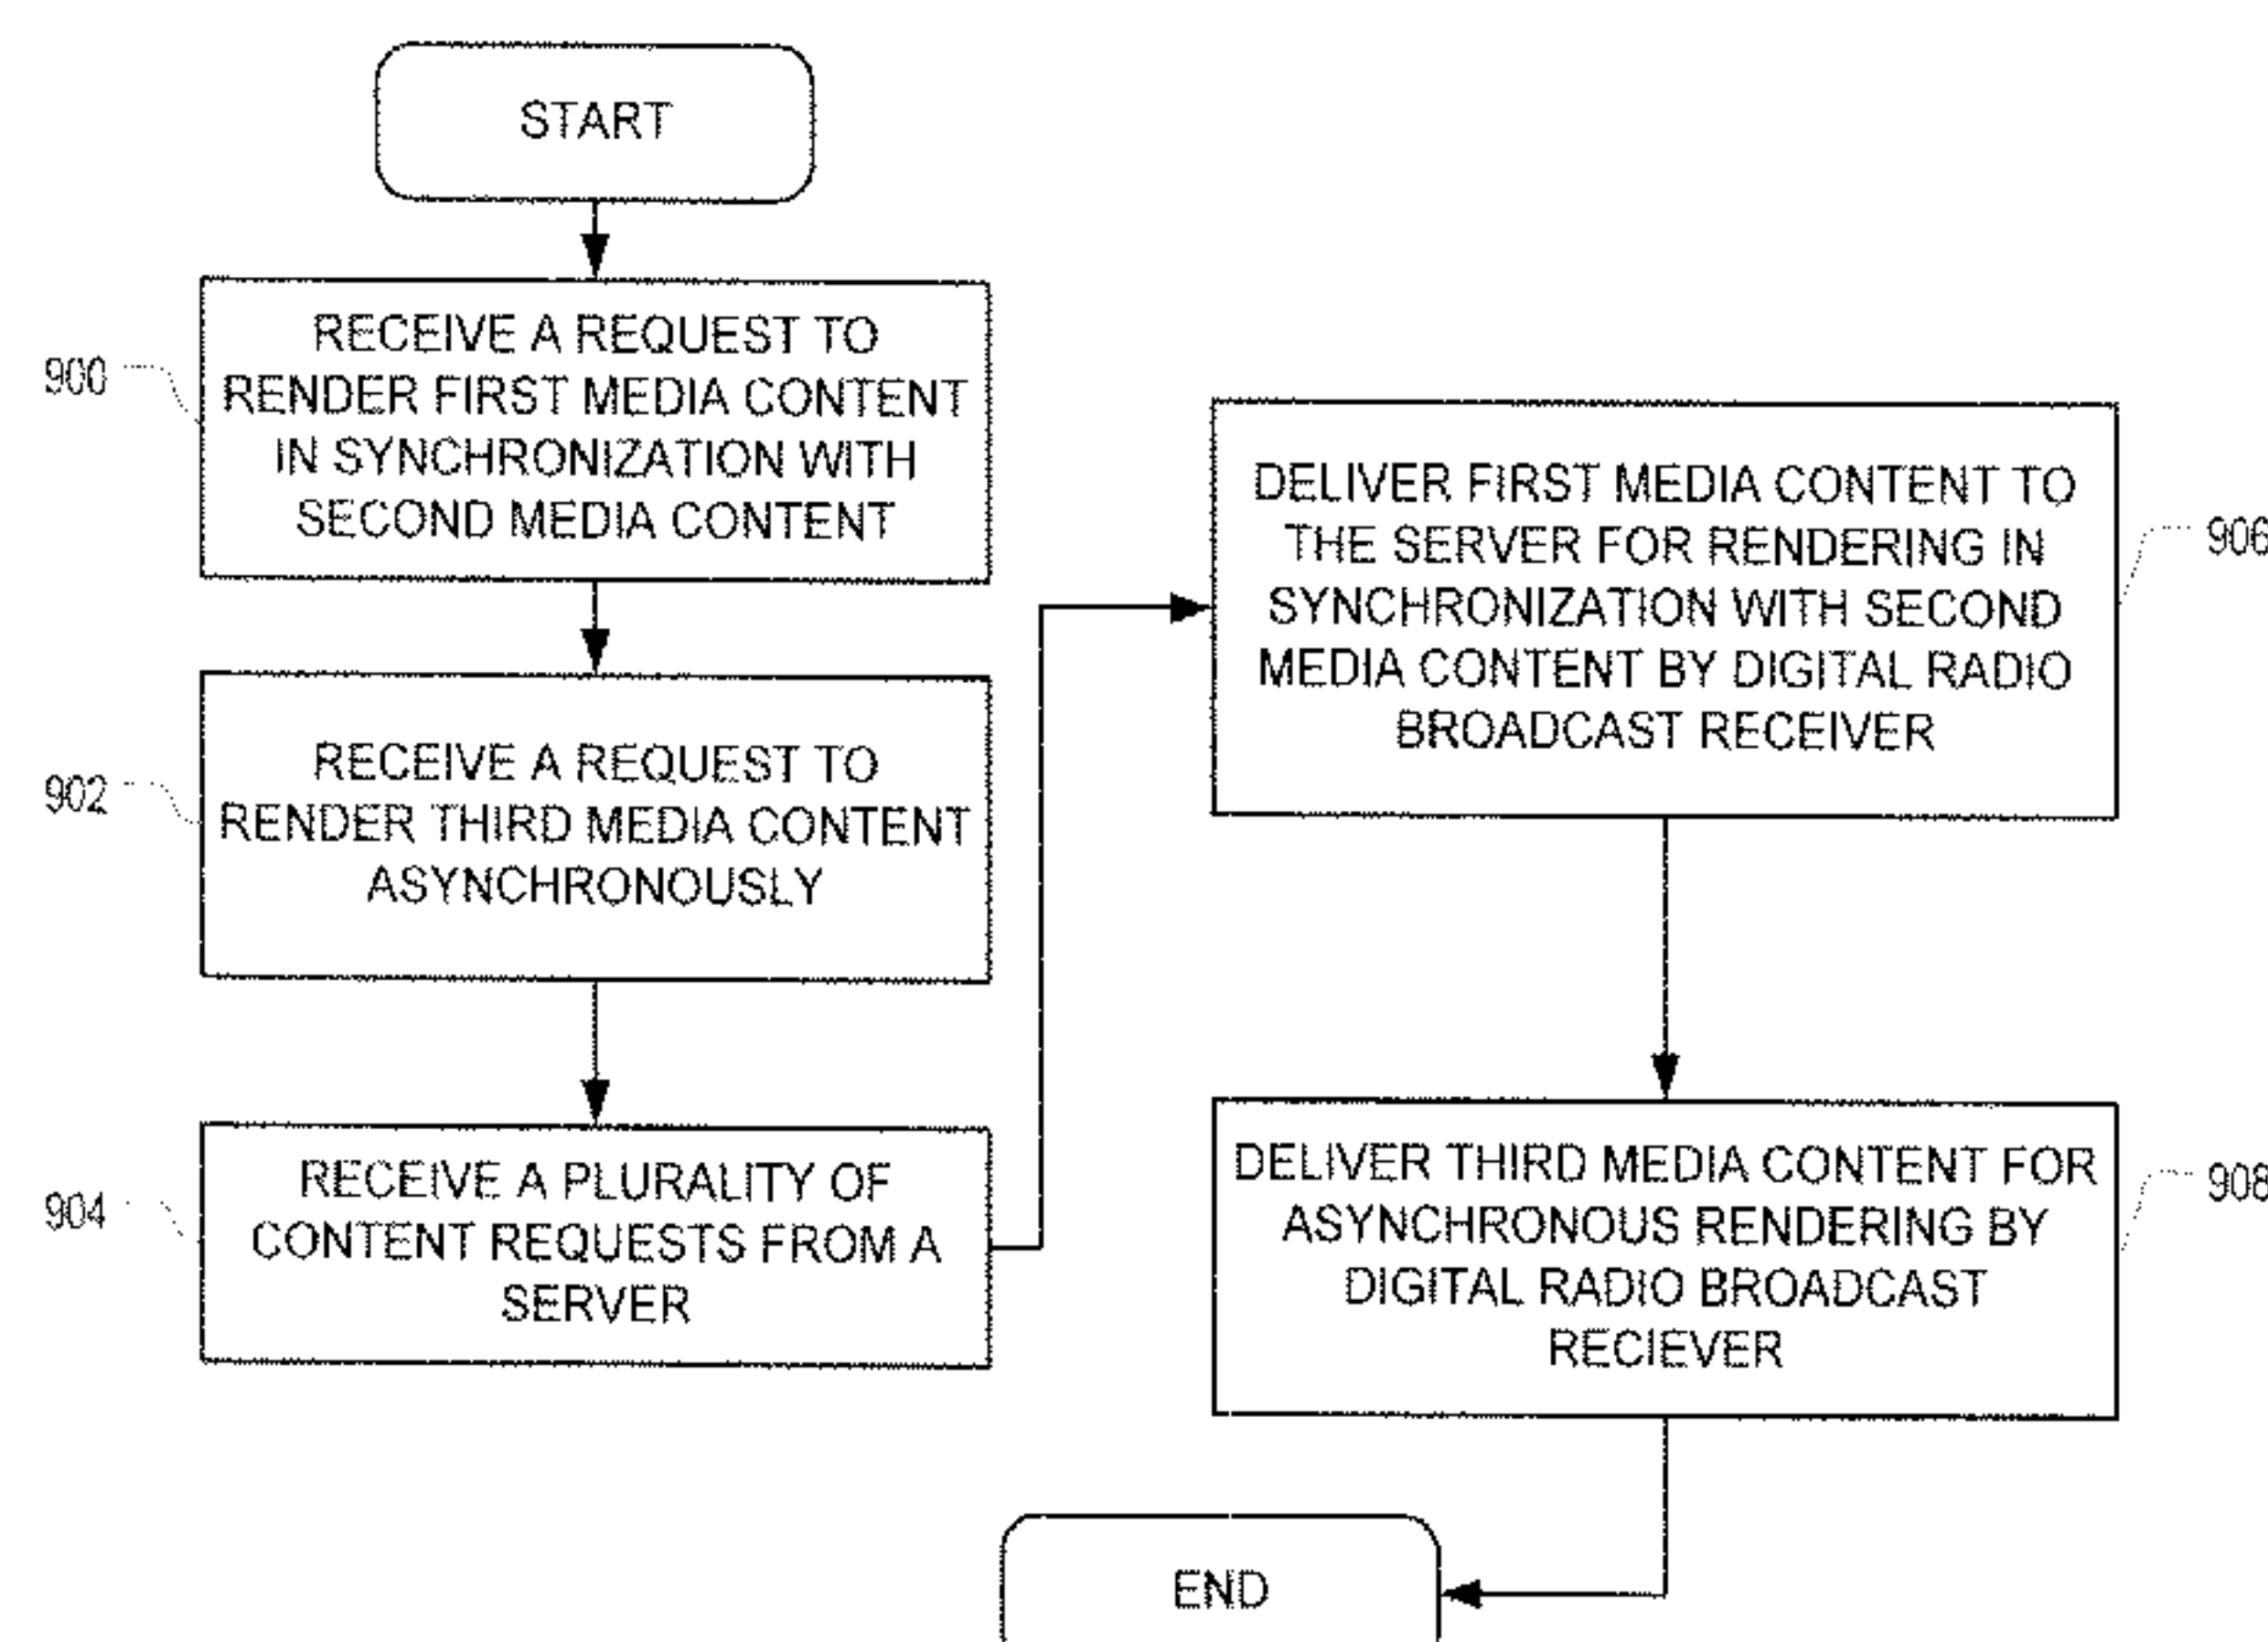 START
900
RECEIVE A REQUEST TO
RENDER FIRST MEDIA CONTENT
IN SYNCHRONIZATION WITH
SECOND MEDIA CONTENT
902
RECEIVE A REQUEST TO
RENDER THIRD MEDIA CONTENT
ASYNCHRONOUSLY
904
RECEIVE A PLURALITY OF
CONTENT REQUESTS FROM A
SERVER
DELIVER FIRST MEDIA CONTENT TO
THE SERVER FOR RENDERING IN
SYNCHRONIZATION WITH SECOND
MEDIA CONTENT BY DIGITAL RADIO
BROADCAST RECEIVER
906
DELIVER THIRD MEDIA CONTENT FOR
ASYNCHRONOUS RENDERING BY
DIGITAL RADIO BROADCAST
RECIEVER
908
END